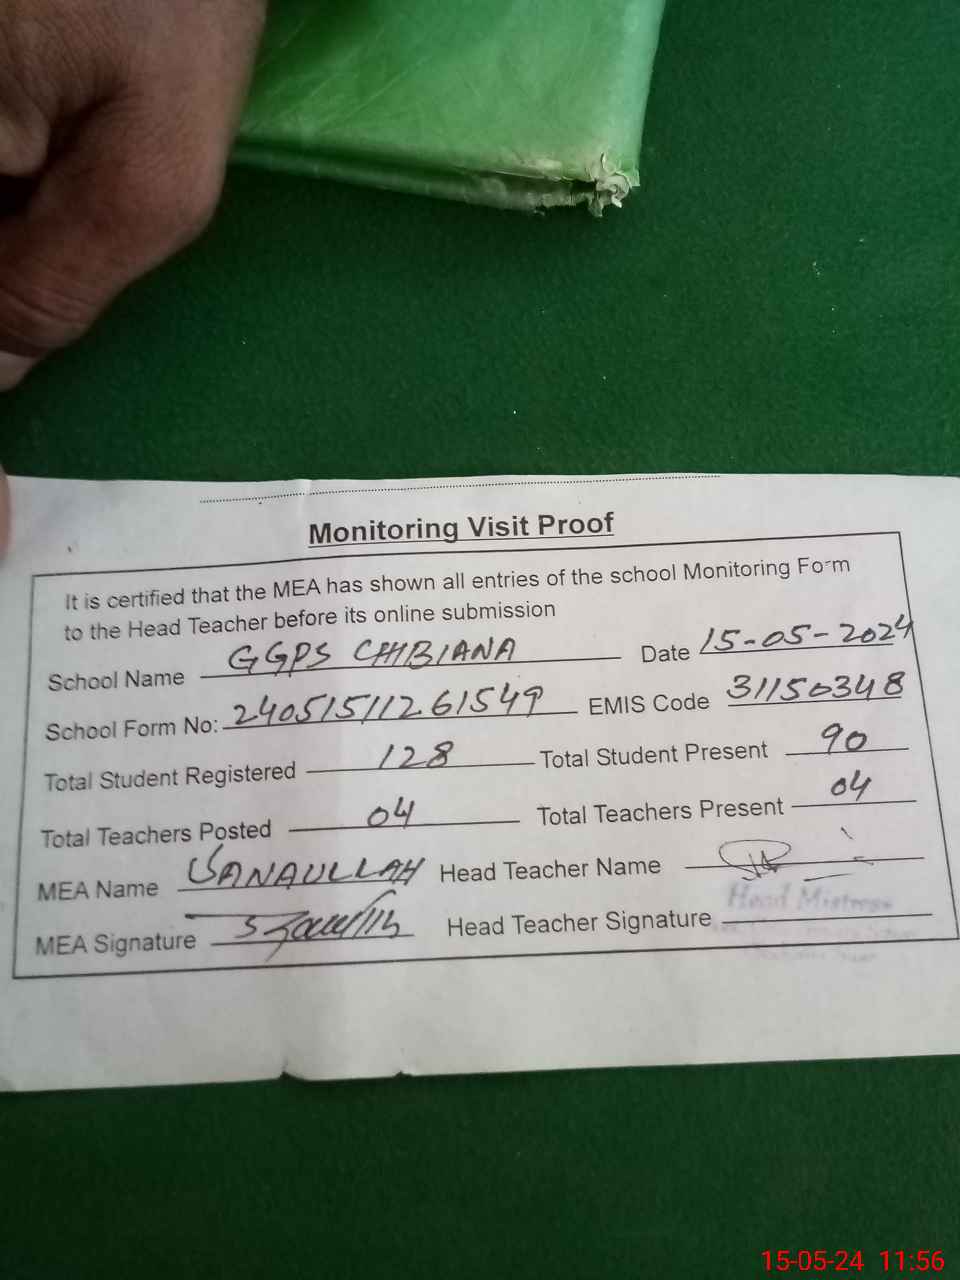 Monitoring Visit Proof
It is certified that the MEA has shown all entries of the school Monitoring Form
to the Head Teacher before its online submission
School Name GGPS CHIBIANA Date 15-05-2024
School Form No: 24051511261549 EMIS Code 31150348
Total Student Registered 128 Total Student Present 90
Total Teachers Posted 04 Total Teachers Present 04
MEA Name SANAULLAH Head Teacher Name
Head Mistress
MEA Signature Head Teacher Signature
15-05-24 11:56